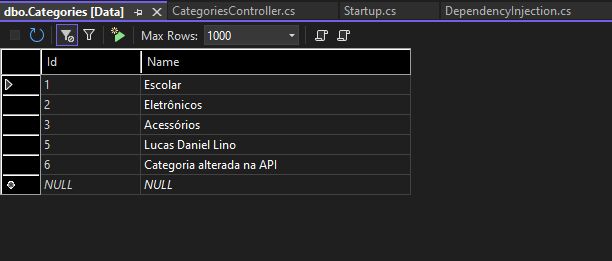 dbo.Categories [Data] CategoriesController.cs Startup.cs DependencyInjection.cs
Max Rows: 1000
Id Name
1 Escolar
2 Eletrônicos
3 Acessórios
5 Lucas Daniel Lino
6 Categoria alterada na API
NULL NULL